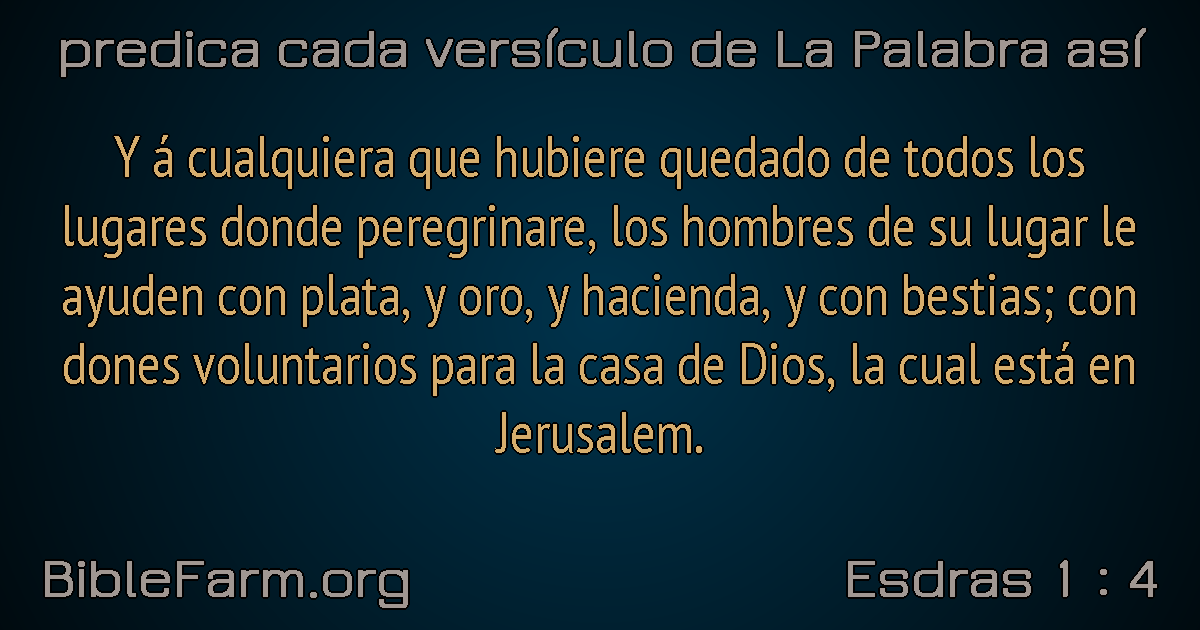 predica cada versículo de La Palabra así
Y á cualquiera que hubiere quedado de todos los
lugares donde peregrinare, los hombres de su lugar le
ayuden con plata, y oro, y hacienda, y con bestias; con
dones voluntarios para la casa de Dios, la cual está en
Jerusalem.
BibleFarm.org
Esdras 1 : 4